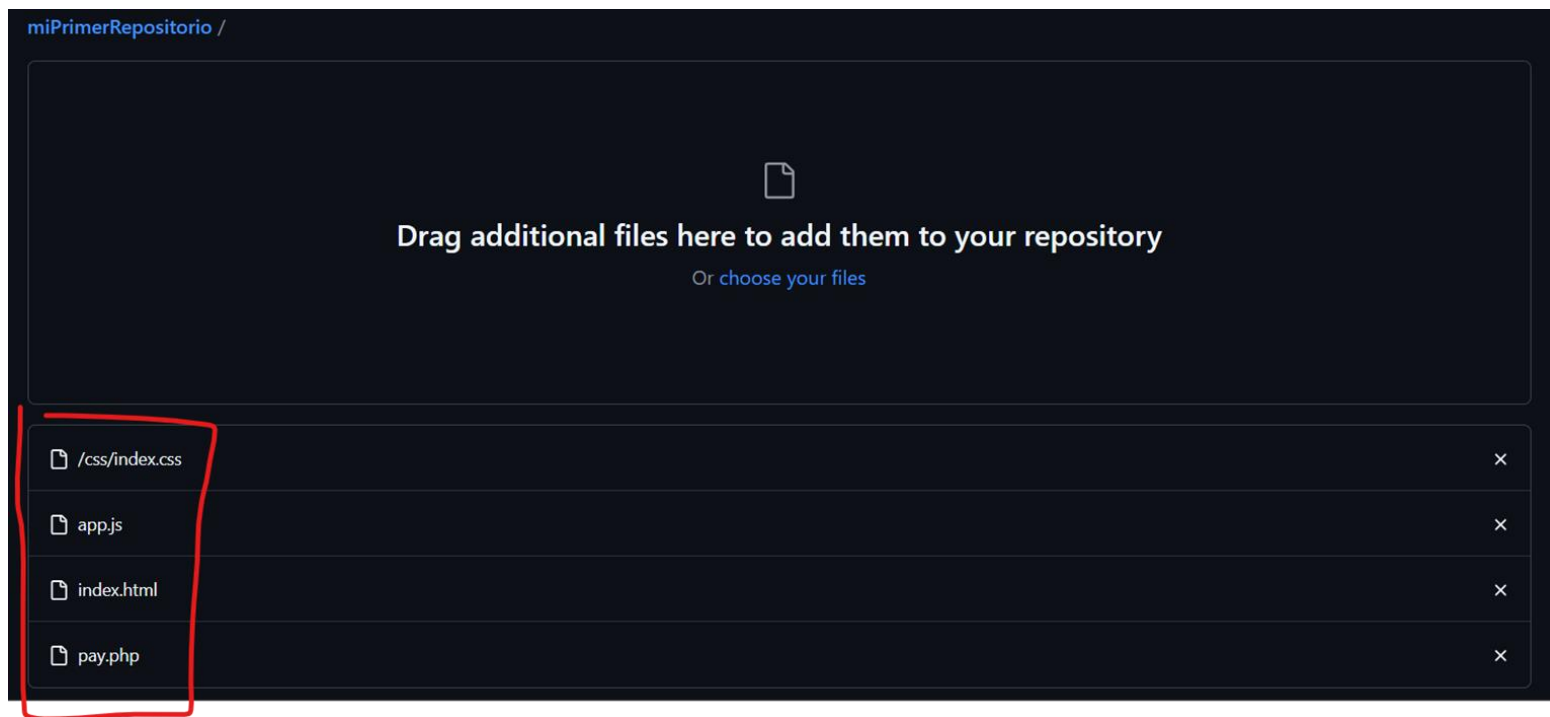 miPrimerRepositorio /
Drag additional files here to add them to your repository
Or choose your files
/css/index.css
app.js
index.html
pay.php